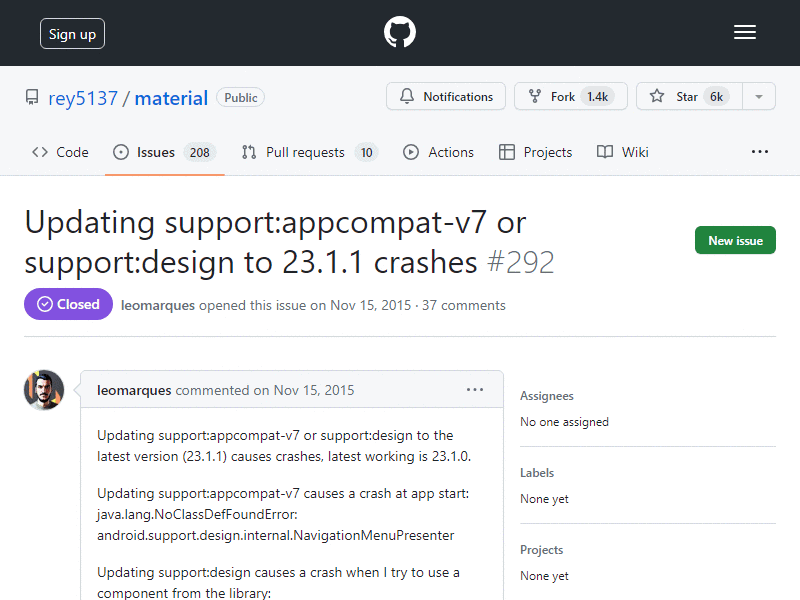 Sign up
rey5137 / material Public
Notifications Fork 1.4k Star 6k
Code Issues 208 Pull requests 10 Actions Projects Wiki
Updating support:appcompat-v7 or
support:design to 23.1.1 crashes #292
New issue
Closed leomarques opened this issue on Nov 15, 2015 · 37 comments
leomarques commented on Nov 15, 2015
Updating support:appcompat-v7 or support:design to the
latest version (23.1.1) causes crashes, latest working is 23.1.0.
Updating support:appcompat-v7 causes a crash at app start:
java.lang.NoClassDefFoundError:
android.support.design.internal.NavigationMenuPresenter
Updating support:design causes a crash when I try to use a
component from the library:
Assignees
No one assigned
Labels
None yet
Projects
None yet